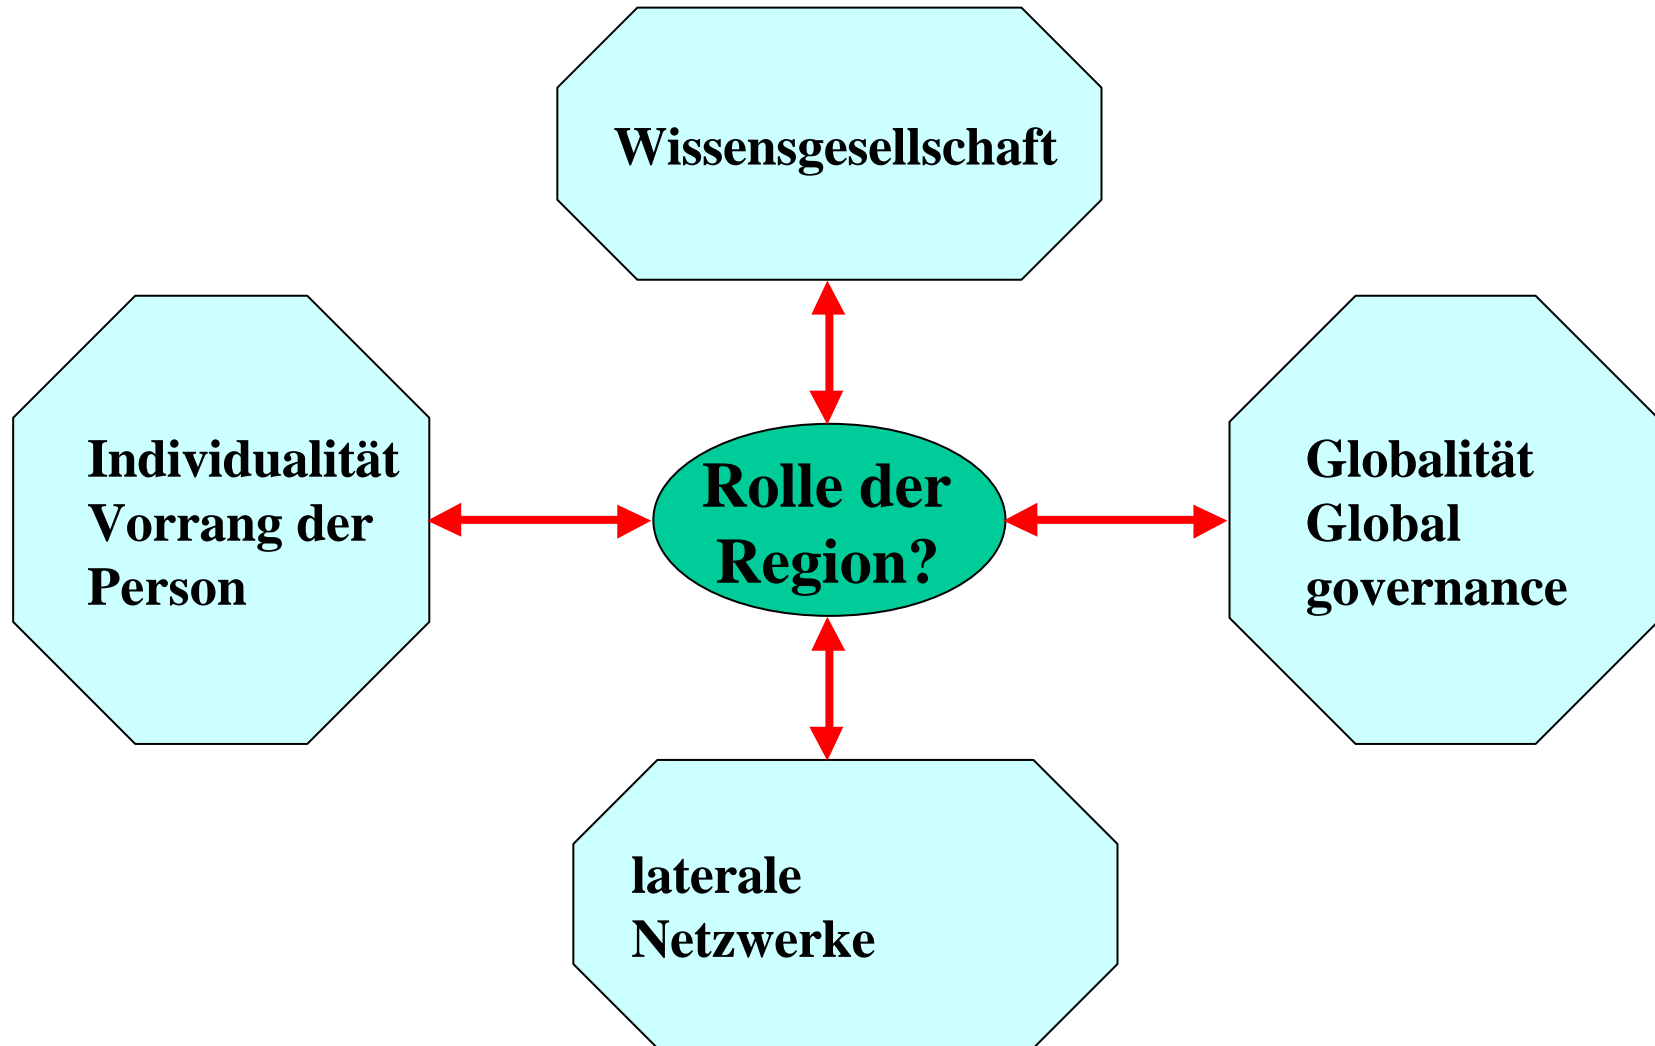 Wissensgesellschaft
Individualität
Vorrang der
Person
Rolle der
Region?
Globalität
Global
governance
laterale
Netzwerke